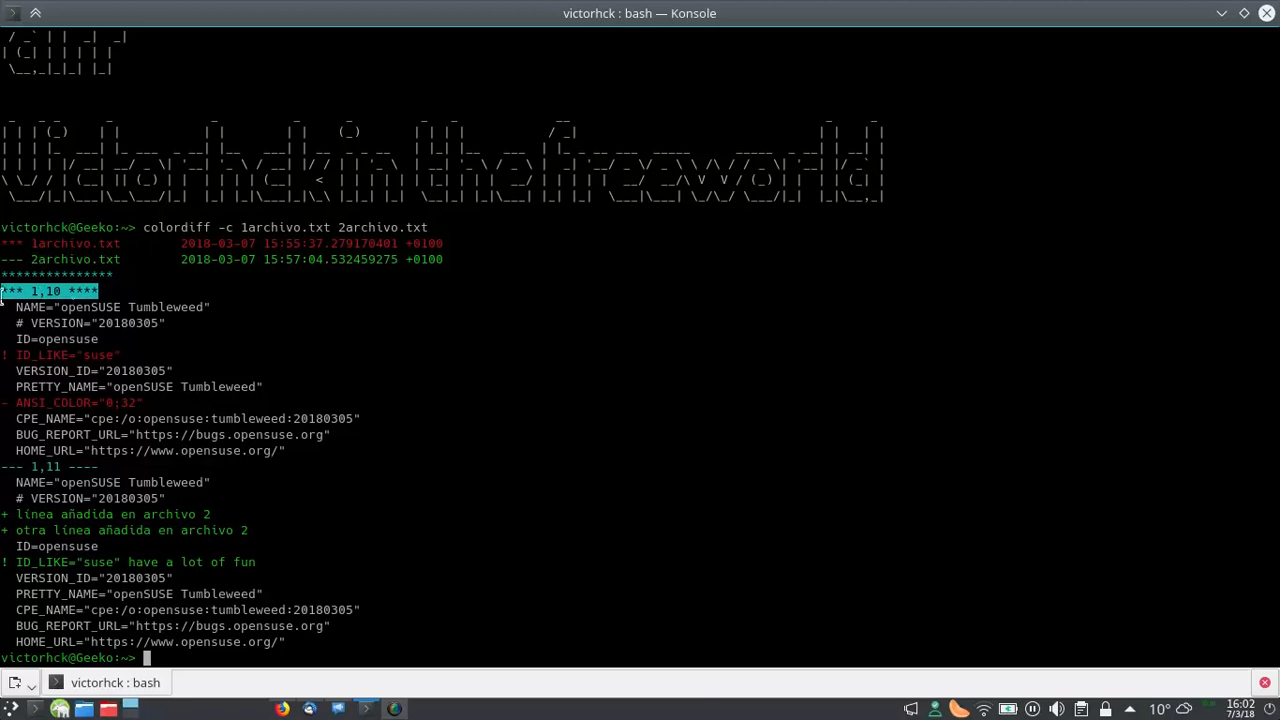 victorhck : bash — Konsole
diff
Victorhckinthefreeworld
victorhck@Geeko:~> colordiff -c 1archivo.txt 2archivo.txt
*** 1archivo.txt 2018-03-07 15:55:37.279170401 +0100
--- 2archivo.txt 2018-03-07 15:57:04.532459275 +0100
***************
*** 1,10 ****
NAME="openSUSE Tumbleweed"
# VERSION="20180305"
ID=opensuse
! ID_LIKE="suse"
VERSION_ID="20180305"
PRETTY_NAME="openSUSE Tumbleweed"
- ANSI_COLOR="0;32"
CPE_NAME="cpe:/o:opensuse:tumbleweed:20180305"
BUG_REPORT_URL="https://bugs.opensuse.org"
HOME_URL="https://www.opensuse.org/"
--- 1,11 ----
NAME="openSUSE Tumbleweed"
# VERSION="20180305"
+ línea añadida en archivo 2
+ otra línea añadida en archivo 2
ID=opensuse
! ID_LIKE="suse" have a lot of fun
VERSION_ID="20180305"
PRETTY_NAME="openSUSE Tumbleweed"
CPE_NAME="cpe:/o:opensuse:tumbleweed:20180305"
BUG_REPORT_URL="https://bugs.opensuse.org"
HOME_URL="https://www.opensuse.org/"
victorhck@Geeko:~>
victorhck : bash
10°
16:02
7/3/18